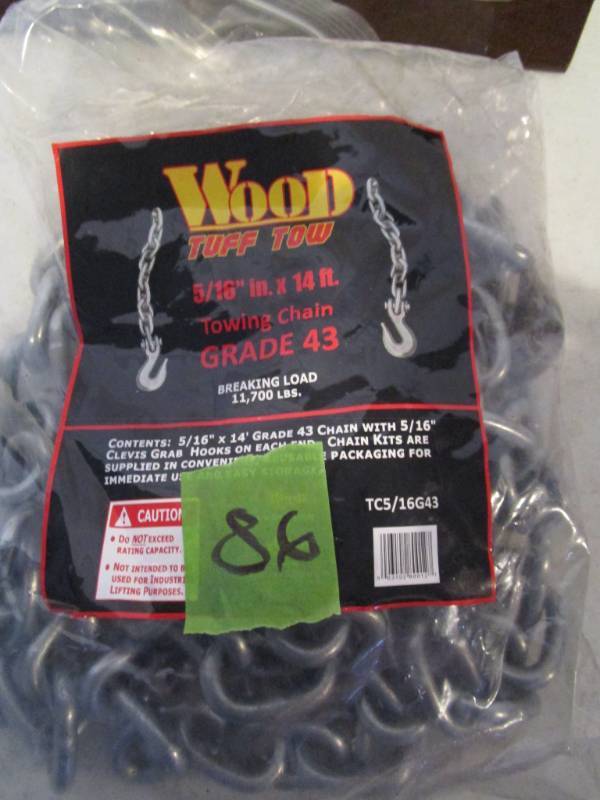 WOOD
TUFF TOW
5/16" in. x 14 ft.
Towing Chain
GRADE 43
BREAKING LOAD
11,700 LBS.
CONTENTS: 5/16" x 14' GRADE 43 CHAIN WITH 5/16"
CLEVIS GRAB HOOKS ON EACH END. CHAIN KITS ARE
SUPPLIED IN PACKAGING FOR
IMMEDIATE
TC5/16G43
CAUTION
• DO NOT EXCEED
RATING CAPACITY.
• NOT INTENDED TO
USED FOR
LIFTING PURPOSES.
86